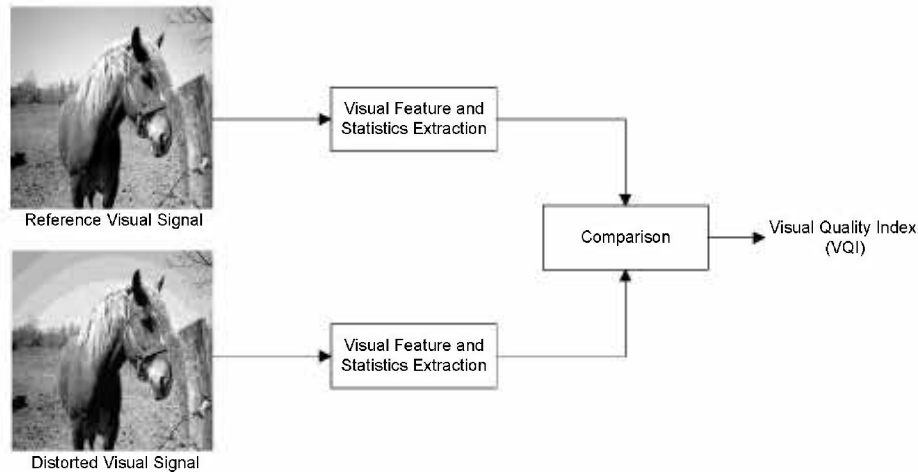 Visual Feature and
Statistics Extraction
Reference Visual Signal
Comparison
Visual Quality Index
(VQI)
Visual Feature and
Statistics Extraction
Distorted Visual Signal